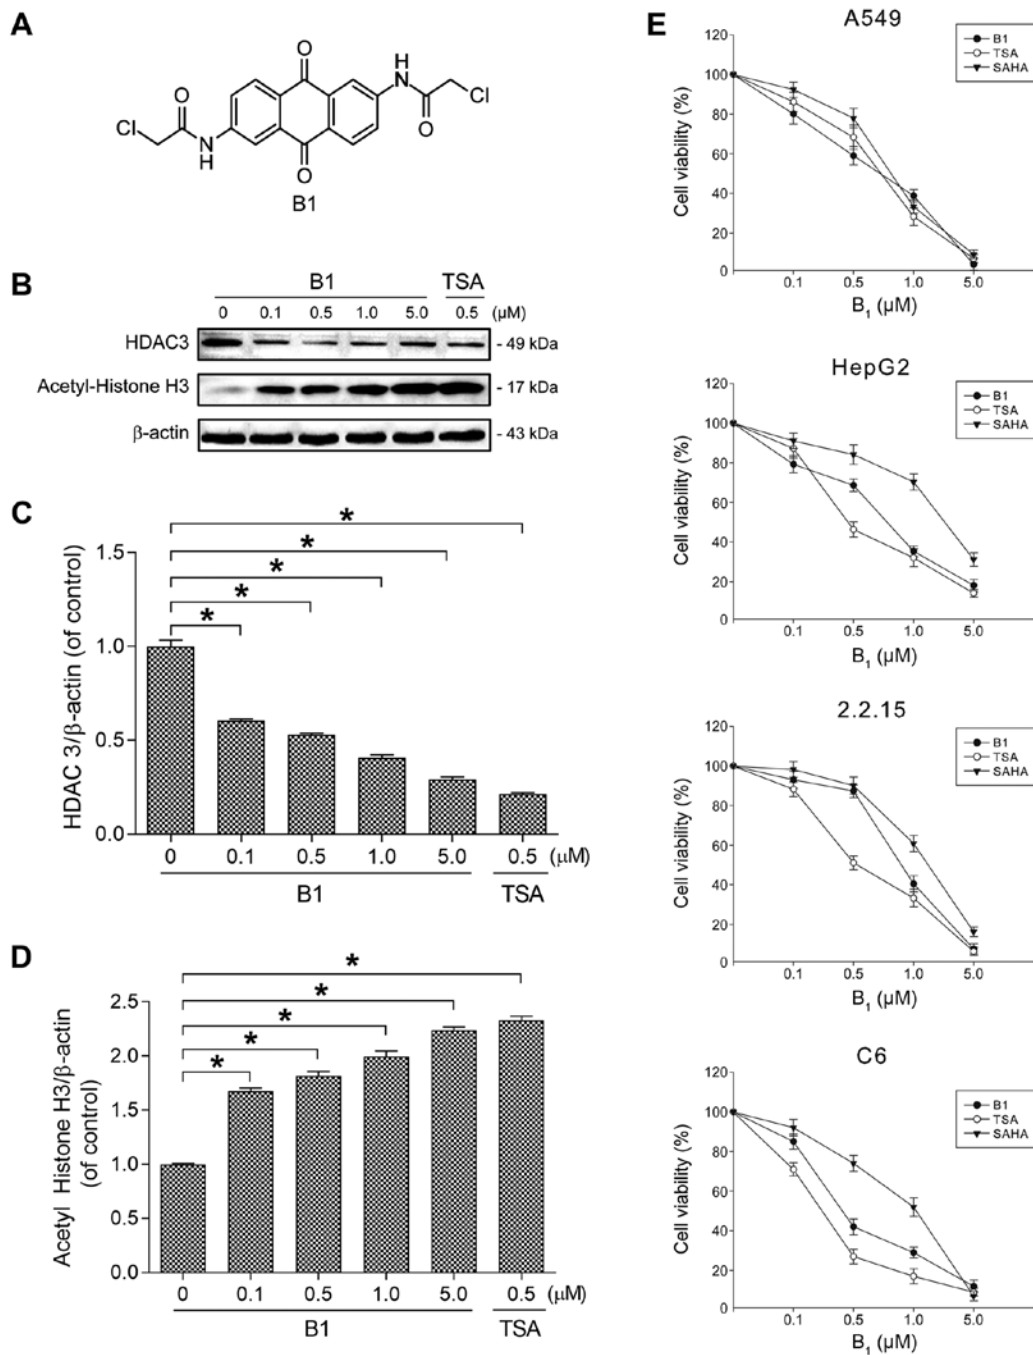 A
O
O
H
N
Cl
O
Cl
O
N
H
O
B1
B
B1
TSA
0 0.1 0.5 1.0 5.0 0.5 (μM)
HDAC3 - 49 kDa
Acetyl-Histone H3 - 17 kDa
β-actin - 43 kDa
C
HDAC 3/β-actin (of control)
1.5
1.0
0.5
0.0
* * * * *
0 0.1 0.5 1.0 5.0 0.5 (μM)
B1 TSA
D
Acetyl Histone H3/β-actin
(of control)
2.5
2.0
1.5
1.0
0.5
0.0
* * * * *
0 0.1 0.5 1.0 5.0 0.5 (μM)
B1 TSA
E
A549
B1
TSA
SAHA
Cell viability (%)
120
100
80
60
40
20
0
0.1 0.5 1.0 5.0
B1 (μM)
HepG2
B1
TSA
SAHA
Cell viability (%)
120
100
80
60
40
20
0
0.1 0.5 1.0 5.0
B1 (μM)
2.2.15
B1
TSA
SAHA
Cell viability (%)
120
100
80
60
40
20
0
0.1 0.5 1.0 5.0
B1 (μM)
C6
B1
TSA
SAHA
Cell viability (%)
120
100
80
60
40
20
0
0.1 0.5 1.0 5.0
B1 (μM)